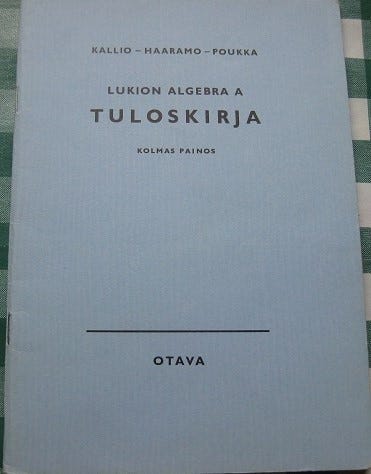 KALLIO – HAARAMO – POUKKA
LUKION ALGEBRA A
TULOSKIRJA
KOLMAS PAINOS
OTAVA